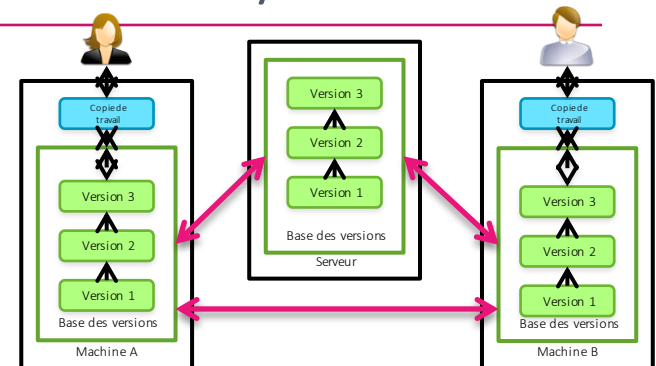 Copie de
travail
Version 3
Version 2
Version 1
Base des versions
Machine A
Version 3
Version 2
Version 1
Base des versions
Serveur
Copie de
travail
Version 3
Version 2
Version 1
Base des versions
Machine B